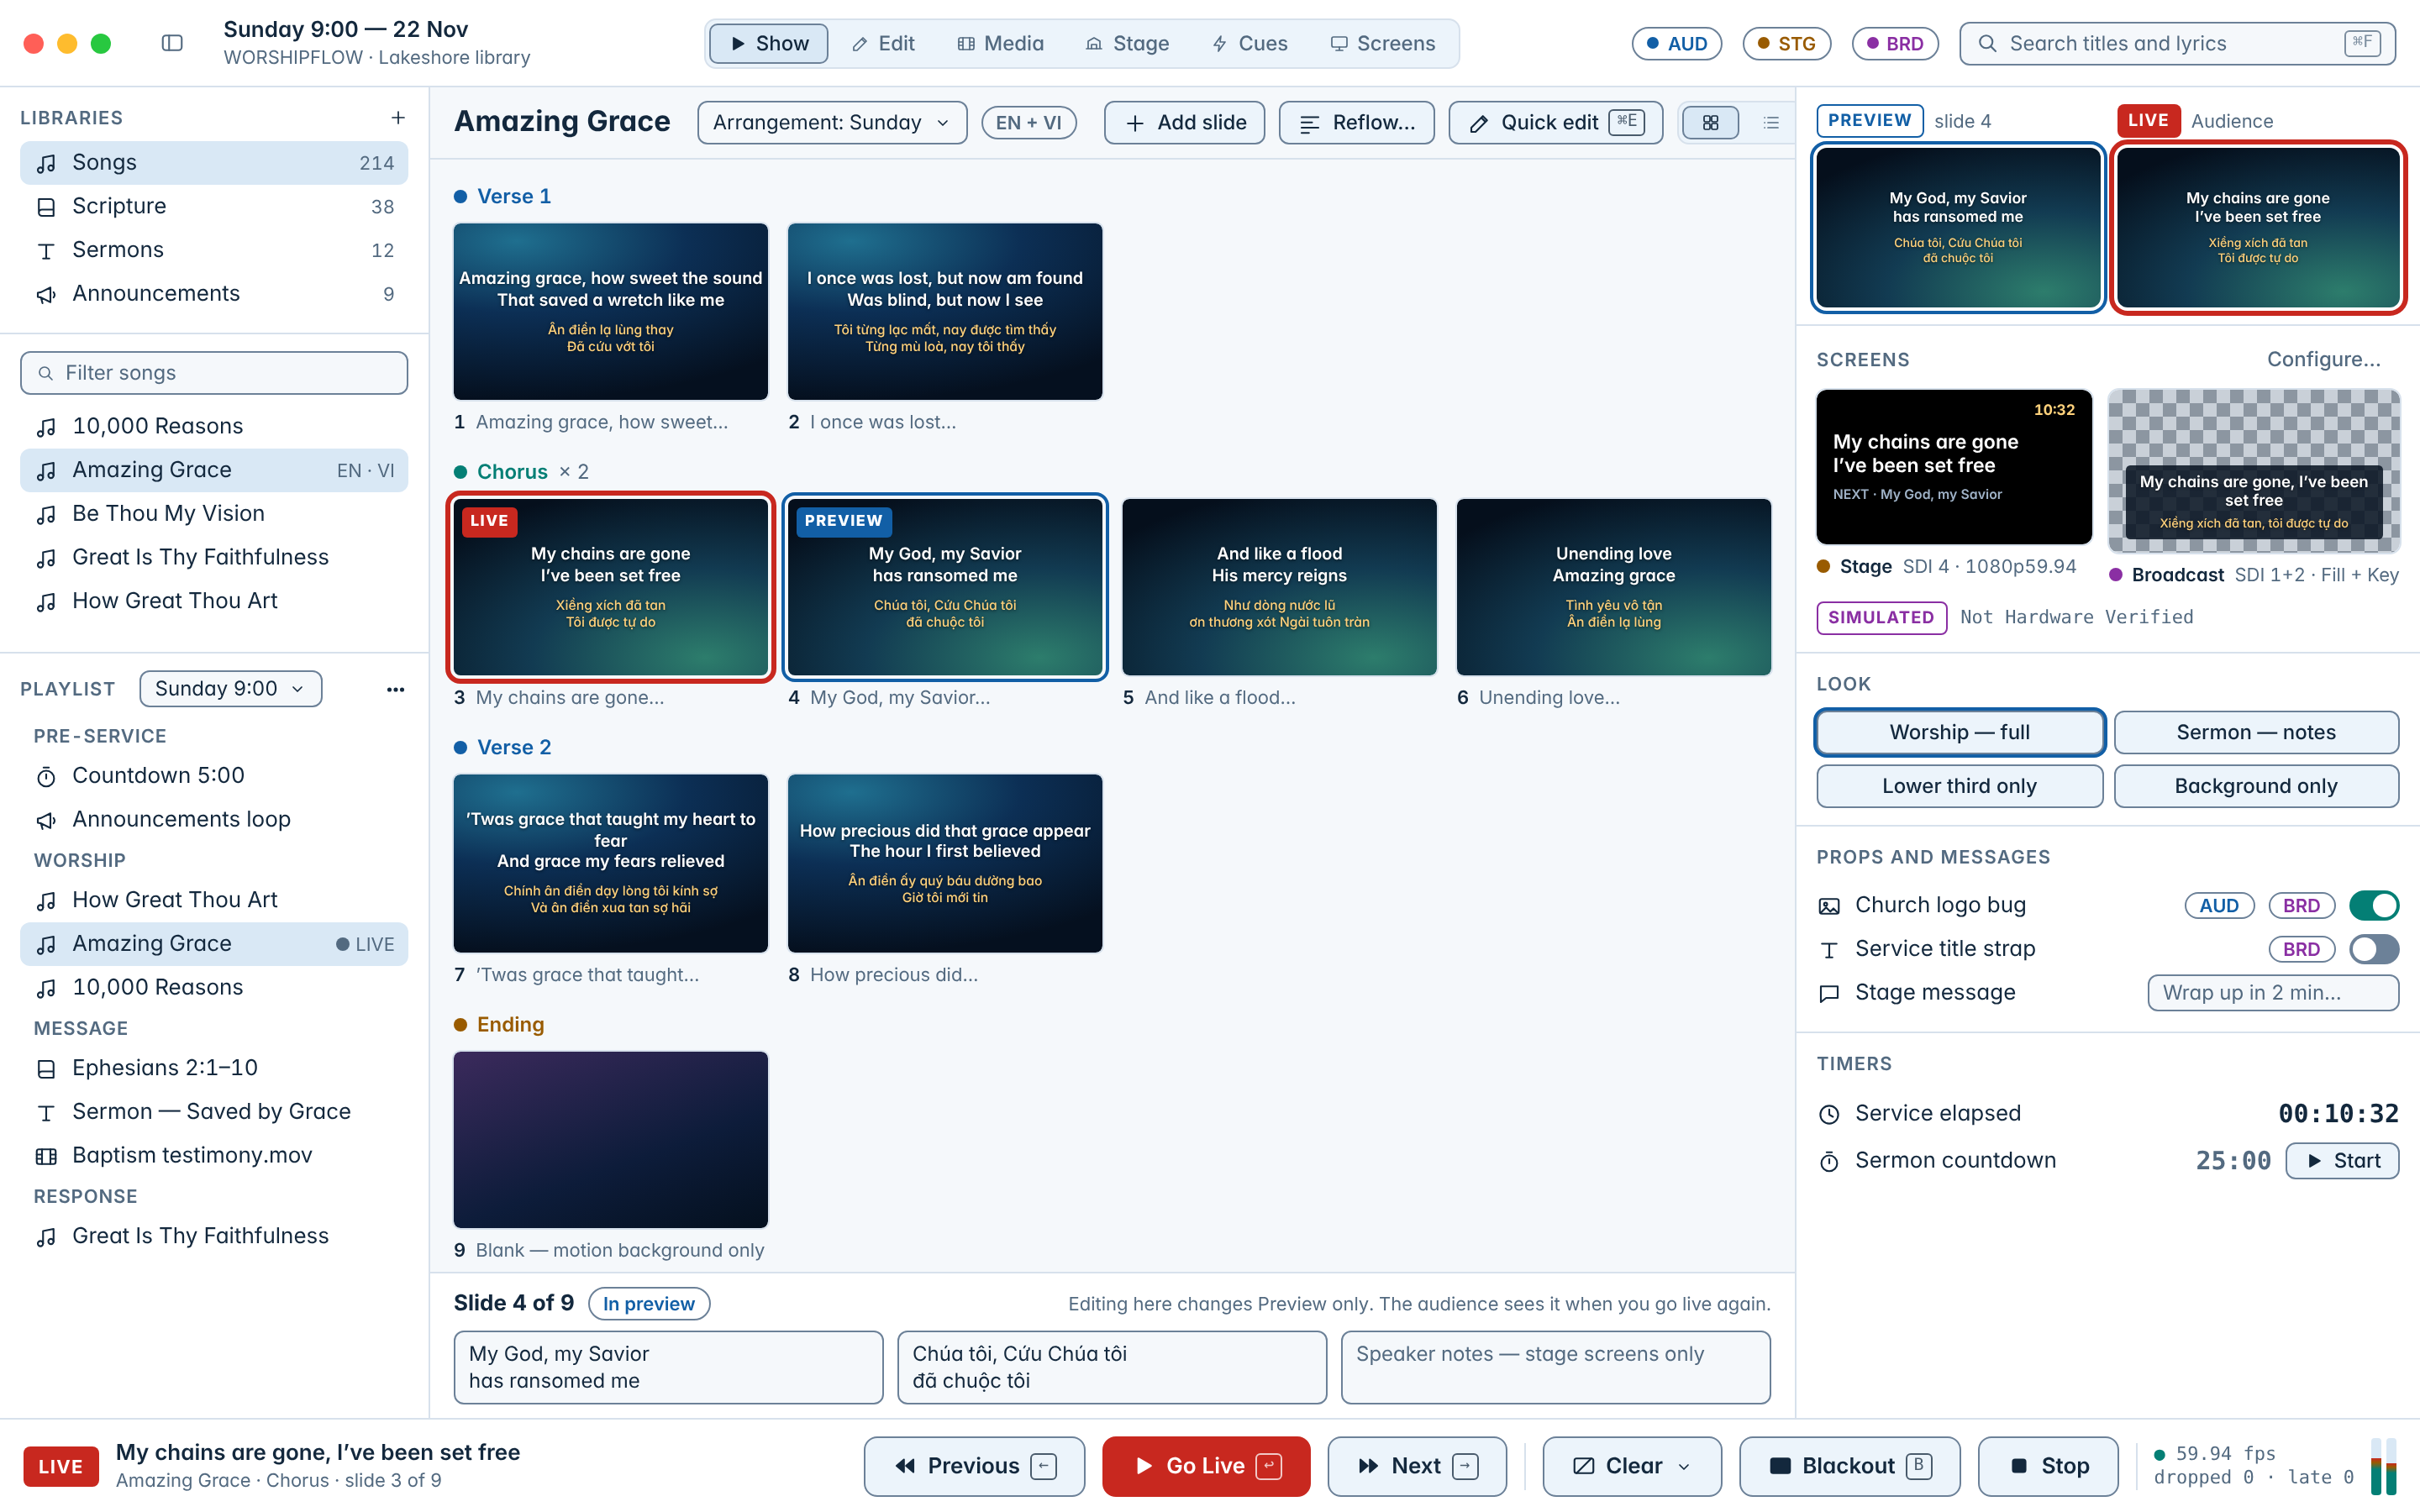 Sunday 9:00 — 22 Nov
WORSHIPFLOW · Lakeshore library
Show
Edit
Media
Stage
Cues
Screens
AUD
STG
BRD
Search titles and lyrics
⌘F
LIBRARIES
Songs 214
Scripture 38
Sermons 12
Announcements 9
Filter songs
10,000 Reasons
Amazing Grace EN · VI
Be Thou My Vision
Great Is Thy Faithfulness
How Great Thou Art
PLAYLIST Sunday 9:00
PRE-SERVICE
Countdown 5:00
Announcements loop
WORSHIP
How Great Thou Art
Amazing Grace LIVE
10,000 Reasons
MESSAGE
Ephesians 2:1–10
Sermon — Saved by Grace
Baptism testimony.mov
RESPONSE
Great Is Thy Faithfulness
Amazing Grace
Arrangement: Sunday
EN + VI
Add slide
Reflow…
Quick edit ⌘E
Verse 1
Amazing grace, how sweet the sound
That saved a wretch like me
Ân điển lạ lùng thay
Đã cứu vớt tôi
1 Amazing grace, how sweet…
I once was lost, but now am found
Was blind, but now I see
Tôi từng lạc mất, nay được tìm thấy
Từng mù loà, nay tôi thấy
2 I once was lost…
Chorus × 2
LIVE
My chains are gone
I’ve been set free
Xiềng xích đã tan
Tôi được tự do
3 My chains are gone…
PREVIEW
My God, my Savior
has ransomed me
Chúa tôi, Cứu Chúa tôi
đã chuộc tôi
4 My God, my Savior…
And like a flood
His mercy reigns
Như dòng nước lũ
ơn thương xót Ngài tuôn tràn
5 And like a flood…
Unending love
Amazing grace
Tình yêu vô tận
Ân điển lạ lùng
6 Unending love…
Verse 2
’Twas grace that taught my heart to
fear
And grace my fears relieved
Chính ân điển dạy lòng tôi kính sợ
Và ân điển xua tan sợ hãi
7 ’Twas grace that taught…
How precious did that grace appear
The hour I first believed
Ân điển ấy quý báu dường bao
Giờ tôi mới tin
8 How precious did…
Ending
9 Blank — motion background only
Slide 4 of 9
In preview
Editing here changes Preview only. The audience sees it when you go live again.
My God, my Savior
has ransomed me
Chúa tôi, Cứu Chúa tôi
đã chuộc tôi
Speaker notes — stage screens only
PREVIEW slide 4
My God, my Savior
has ransomed me
Chúa tôi, Cứu Chúa tôi
đã chuộc tôi
LIVE Audience
My chains are gone
I’ve been set free
Xiềng xích đã tan
Tôi được tự do
SCREENS Configure…
10:32
My chains are gone
I’ve been set free
NEXT · My God, my Savior
Stage SDI 4 · 1080p59.94
My chains are gone, I’ve been
set free
Xiềng xích đã tan, tôi được tự do
Broadcast SDI 1+2 · Fill + Key
SIMULATED Not Hardware Verified
LOOK
Worship — full
Sermon — notes
Lower third only
Background only
PROPS AND MESSAGES
Church logo bug AUD BRD
Service title strap BRD
Stage message Wrap up in 2 min…
TIMERS
Service elapsed 00:10:32
Sermon countdown 25:00 Start
LIVE
My chains are gone, I’ve been set free
Amazing Grace · Chorus · slide 3 of 9
Previous ←
Go Live ↩
Next →
Clear
Blackout B
Stop
59.94 fps
dropped 0 · late 0